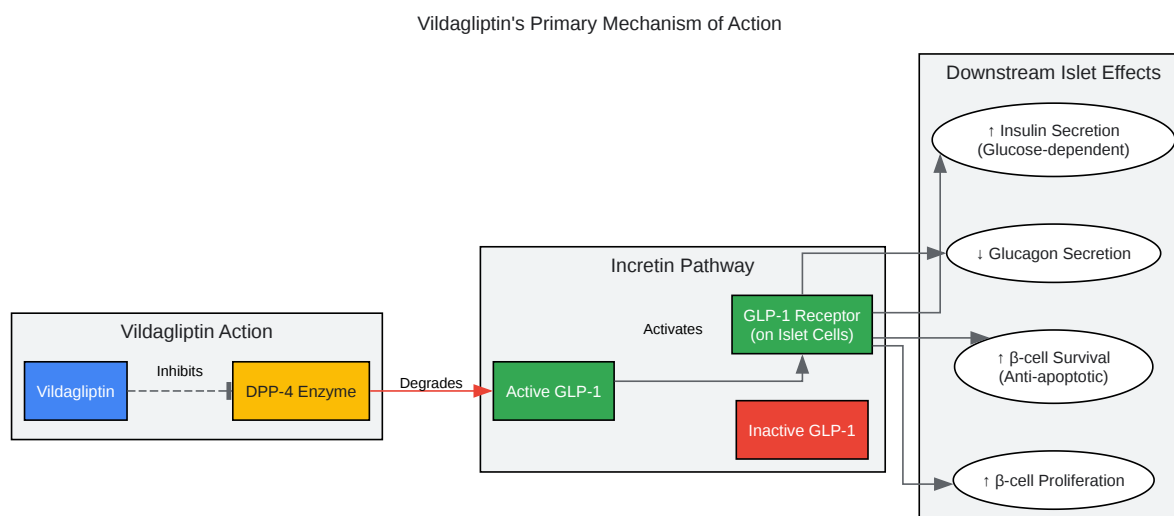 Vildagliptin's Primary Mechanism of Action
Vildagliptin Action
Vildagliptin
Inhibits
DPP-4 Enzyme
Degrades
Incretin Pathway
Active GLP-1
Activates
GLP-1 Receptor
(on Islet Cells)
Inactive GLP-1
Downstream Islet Effects
↑ Insulin Secretion
(Glucose-dependent)
↓ Glucagon Secretion
↑ β-cell Survival
(Anti-apoptotic)
↑ β-cell Proliferation